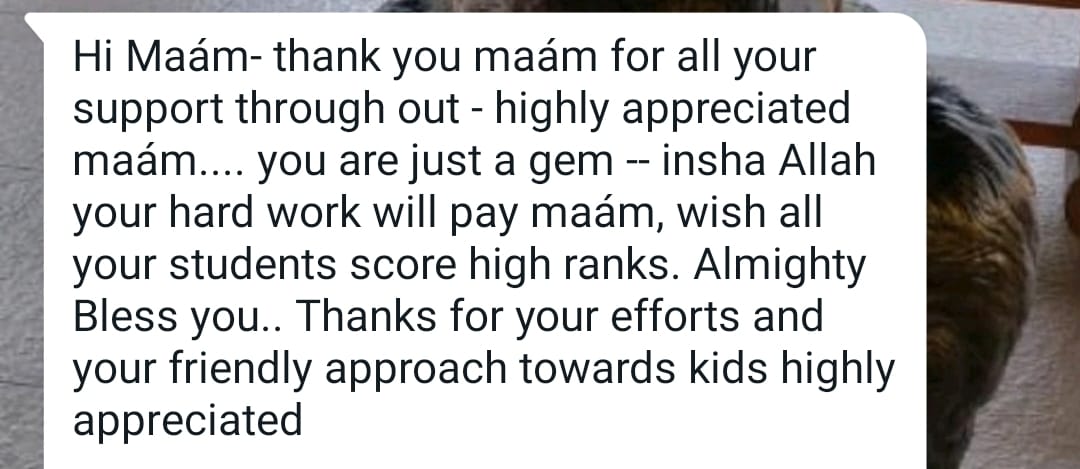 Hi Maám- thank you maám for all your
support through out - highly appreciated
maám.... you are just a gem -- insha Allah
your hard work will pay maám, wish all
your students score high ranks. Almighty
Bless you.. Thanks for your efforts and
your friendly approach towards kids highly
appreciated